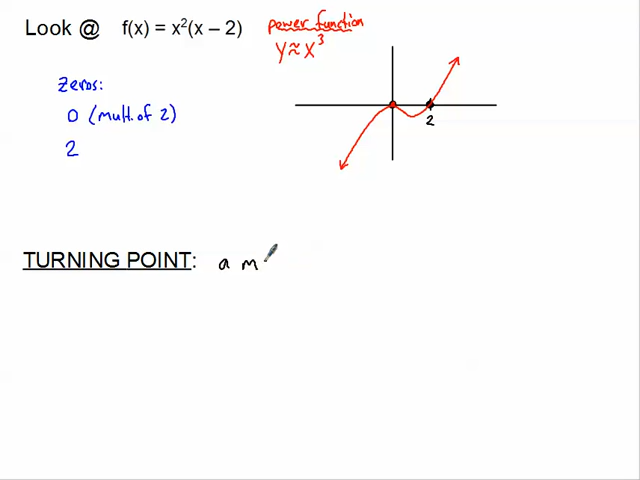 Look @ f(x) = x²(x – 2)
power function
y≈x³
Zeros:
0 (mult. of 2)
2
2
TURNING POINT: a m